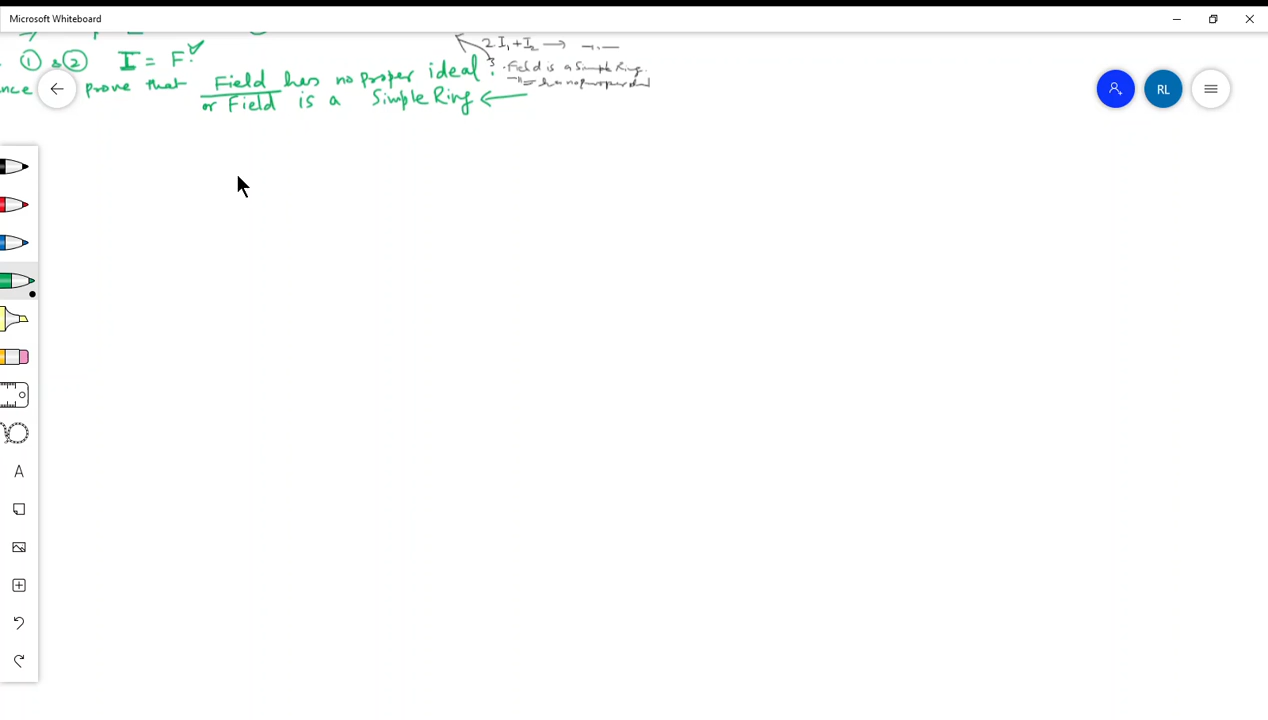 Microsoft Whiteboard
① & ② I = F.
prove that Field has no proper ideal.
or Field is a Simple Ring ←
2. I₁ + I₂ →
3. Field is a Simple Ring.
RL
A